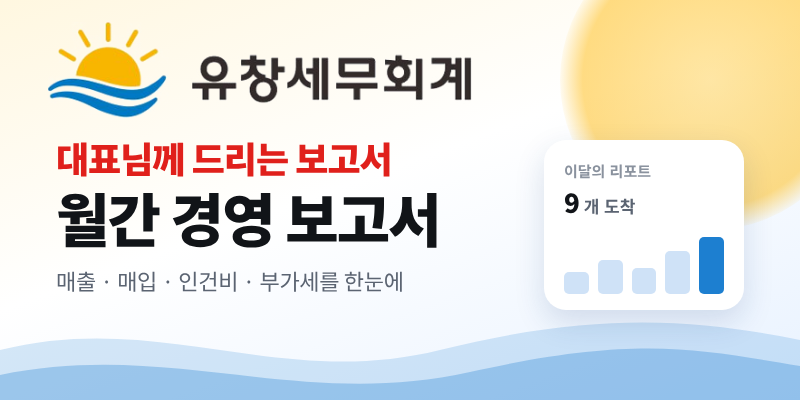 유창세무회계
대표님께 드리는 보고서
월간 경영 보고서
매출 · 매입 · 인건비 · 부가세를 한눈에
이달의 리포트
9 개 도착